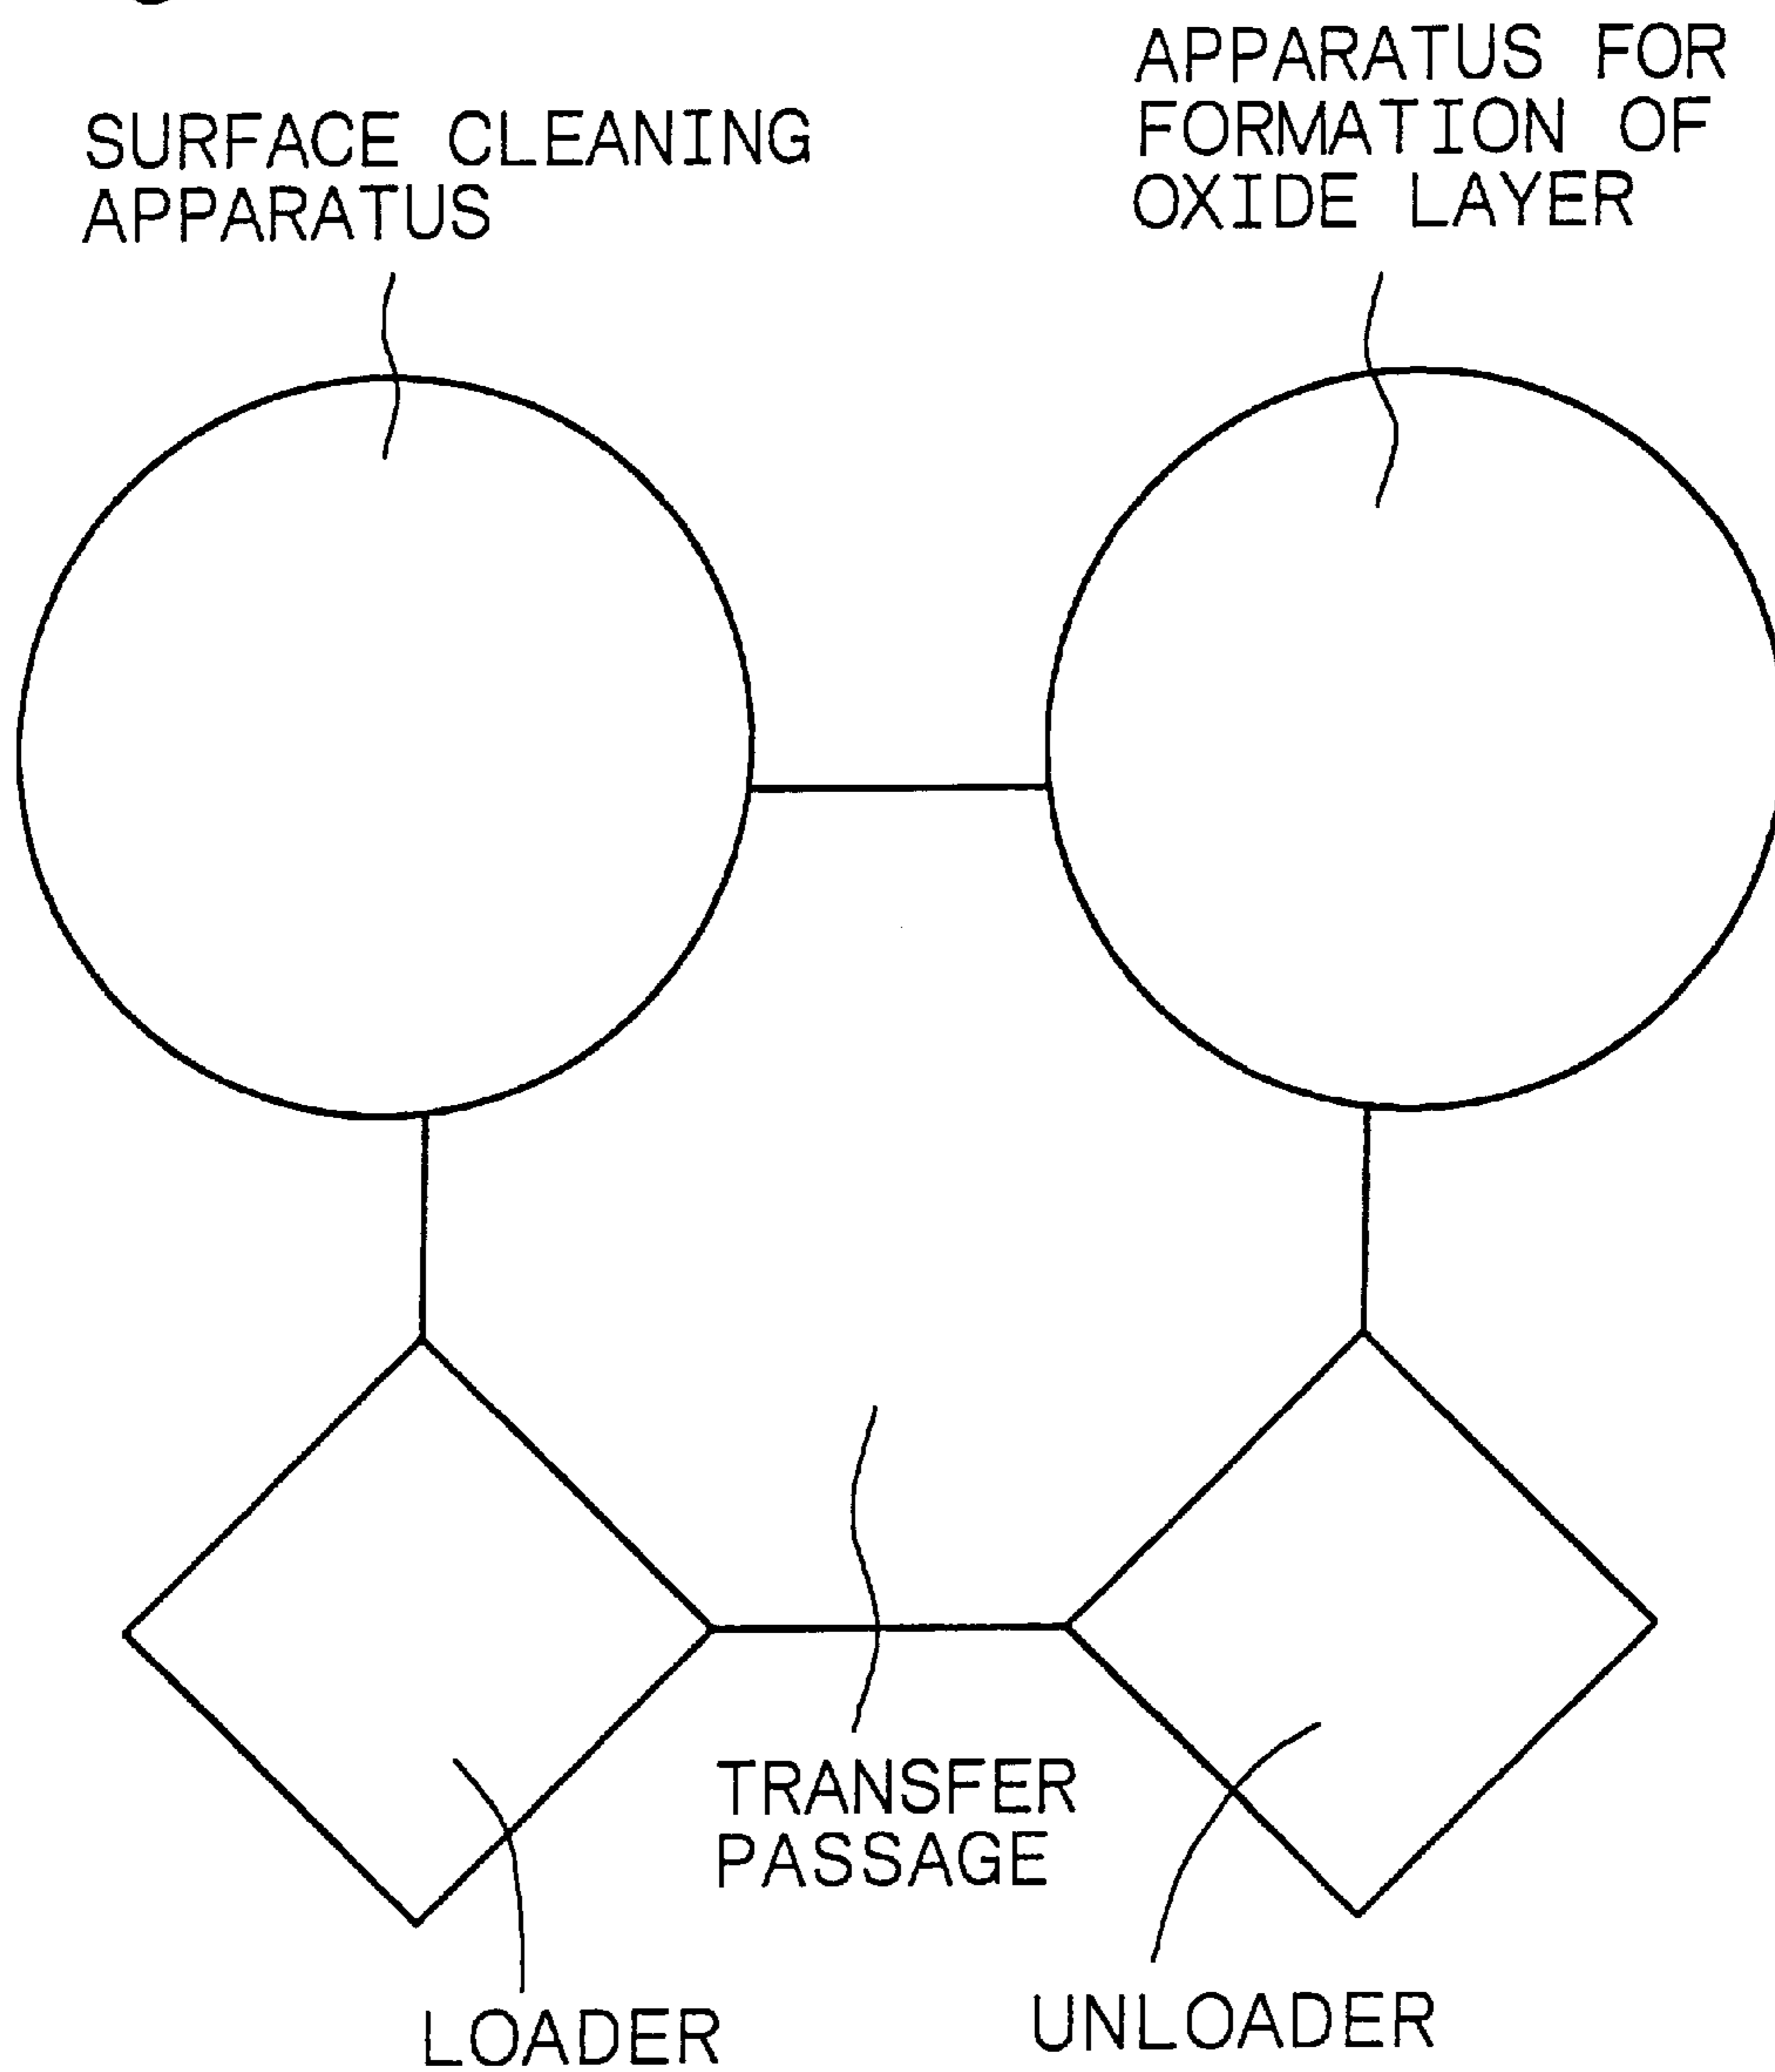 SURFACE CLEANING
APPARATUS
APPARATUS FOR
FORMATION OF
OXIDE LAYER
TRANSFER
PASSAGE
LOADER
UNLOADER